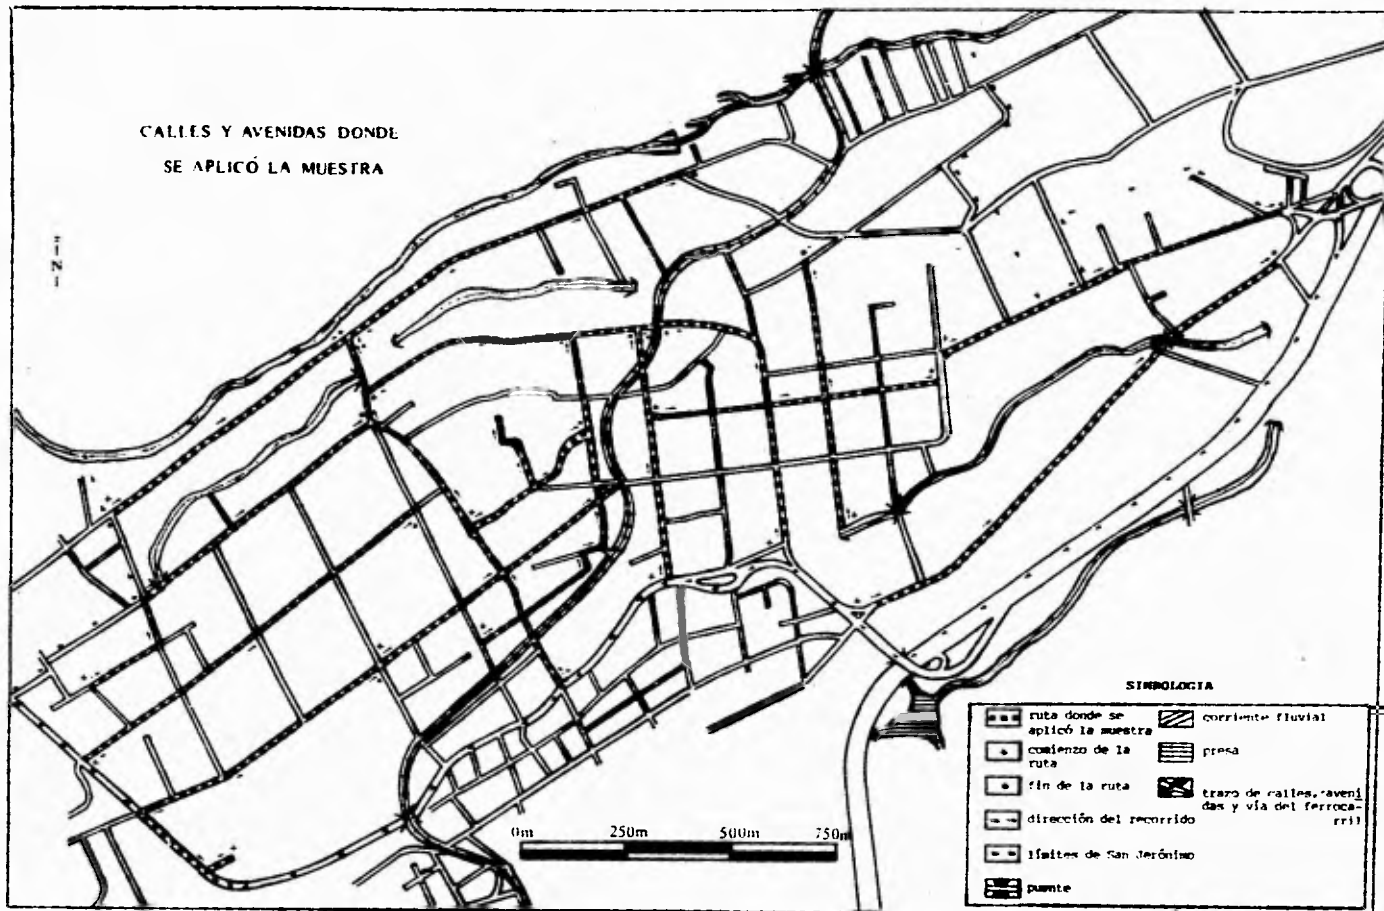 CALLES Y AVENIDAS DONDE
SE APLICÓ LA MUESTRA
0m 250m 500m 750m
SIMBOLOGIA
ruta donde se
aplicó la muestra
comienzo de la
ruta
fin de la ruta
dirección del recorrido
límites de San Jerónimo
puente
corriente fluvial
presa
trazo de calles, aveni
das y vía del ferroca-
rril